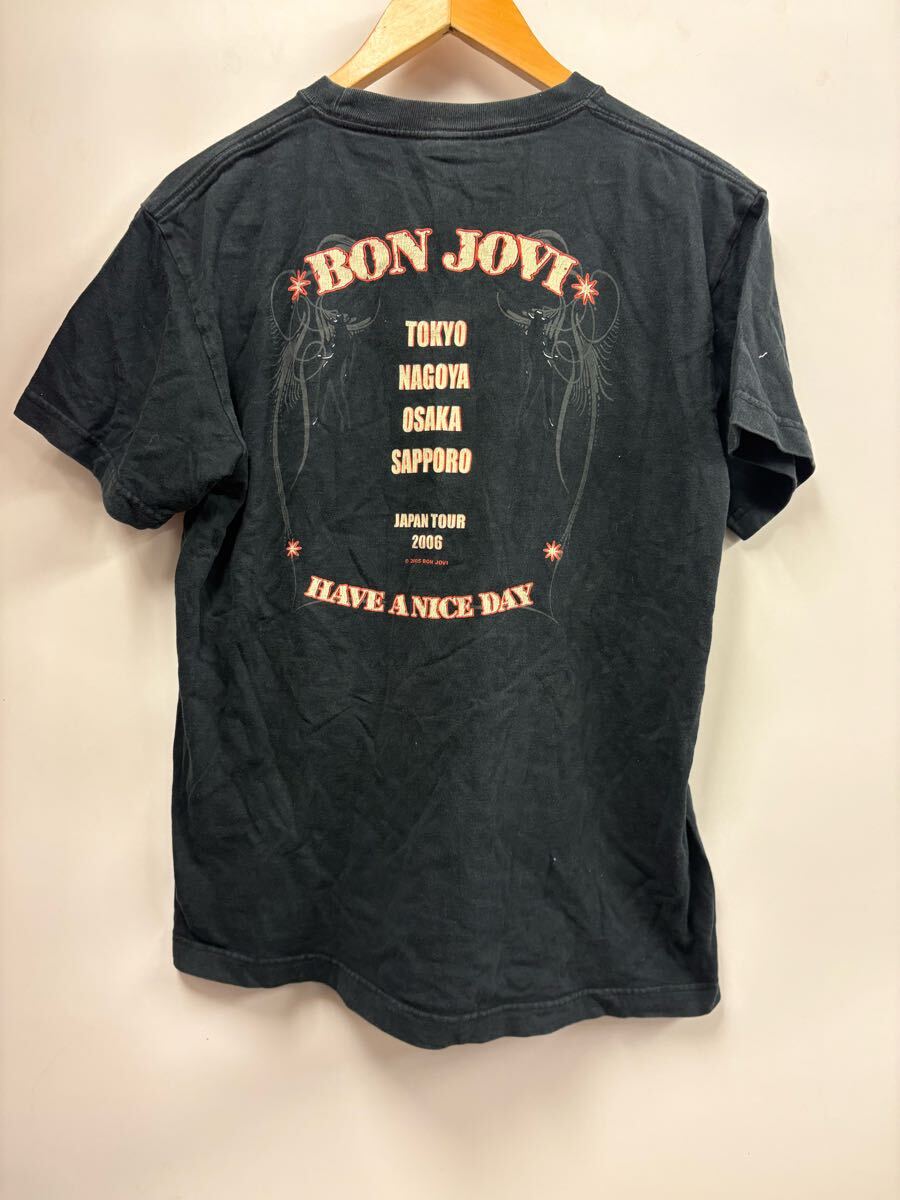 BON JOVI
TOKYO
NAGOYA
OSAKA
SAPPORO
JAPAN TOUR
2006
© 2005 BON JOVI
HAVE A NICE DAY